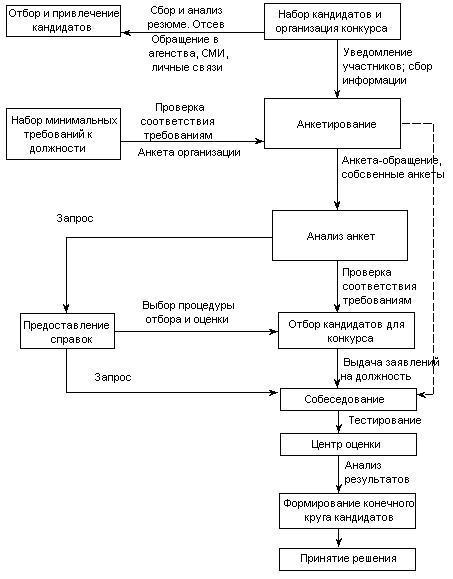 Отбор и привлечение
кандидатов
Сбор и анализ
резюме. Отсев
Обращение в
агенства, СМИ,
личные связи
Набор кандидатов и
организация конкурса
Уведомление
участников; сбор
информации
Набор минимальных
требований к
должности
Проверка
соответствия
требованиям
Анкета организации
Анкетирование
Анкета-обращение,
собсвенные анкеты
Запрос
Анализ анкет
Проверка
соответствия
требованиям
Предоставление
справок
Выбор процедуры
отбора и оценки
Отбор кандидатов для
конкурса
Выдача заявлений
на должность
Запрос
Собеседование
Тестирование
Центр оценки
Анализ
результатов
Формирование конечного
круга кандидатов
Принятие решения